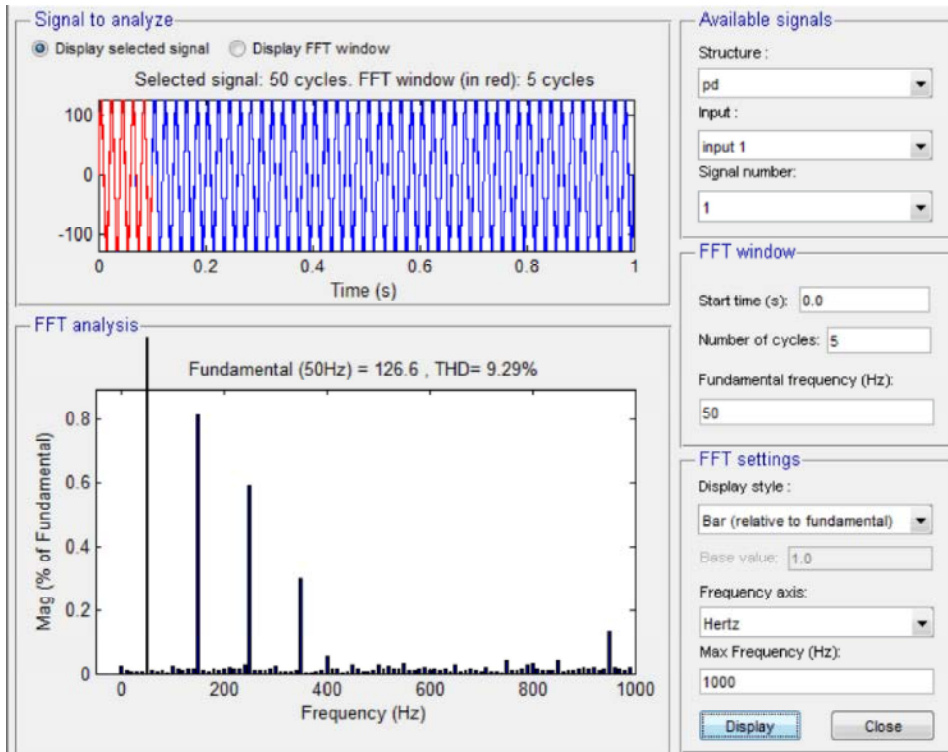 Signal to analyze
Display selected signal Display FFT window
Selected signal: 50 cycles. FFT window (in red): 5 cycles
100
0
-100
0 0.2 0.4 0.6 0.8 1
Time (s)
FFT analysis
Fundamental (50Hz) = 126.6 , THD= 9.29%
Mag (% of Fundamental)
0.8
0.6
0.4
0.2
0
0 200 400 600 800 1000
Frequency (Hz)
Available signals
Structure :
pd
Input :
input 1
Signal number:
1
FFT window
Start time (s): 0.0
Number of cycles: 5
Fundamental frequency (Hz):
50
FFT settings
Display style :
Bar (relative to fundamental)
Base value: 1.0
Frequency axis:
Hertz
Max Frequency (Hz):
1000
Display Close